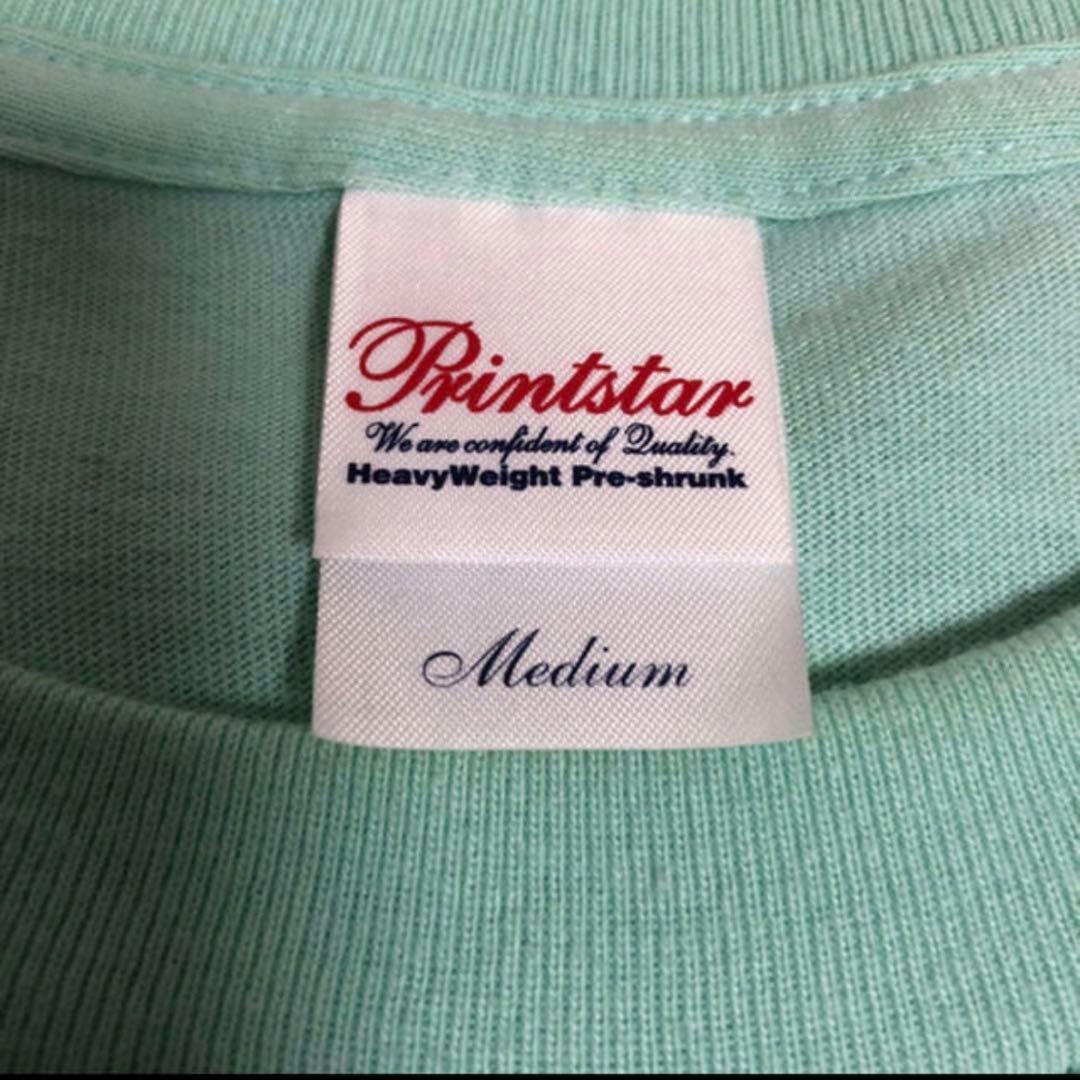 Printstar
We are confident of Quality.
HeavyWeight Pre-shrunk
Medium